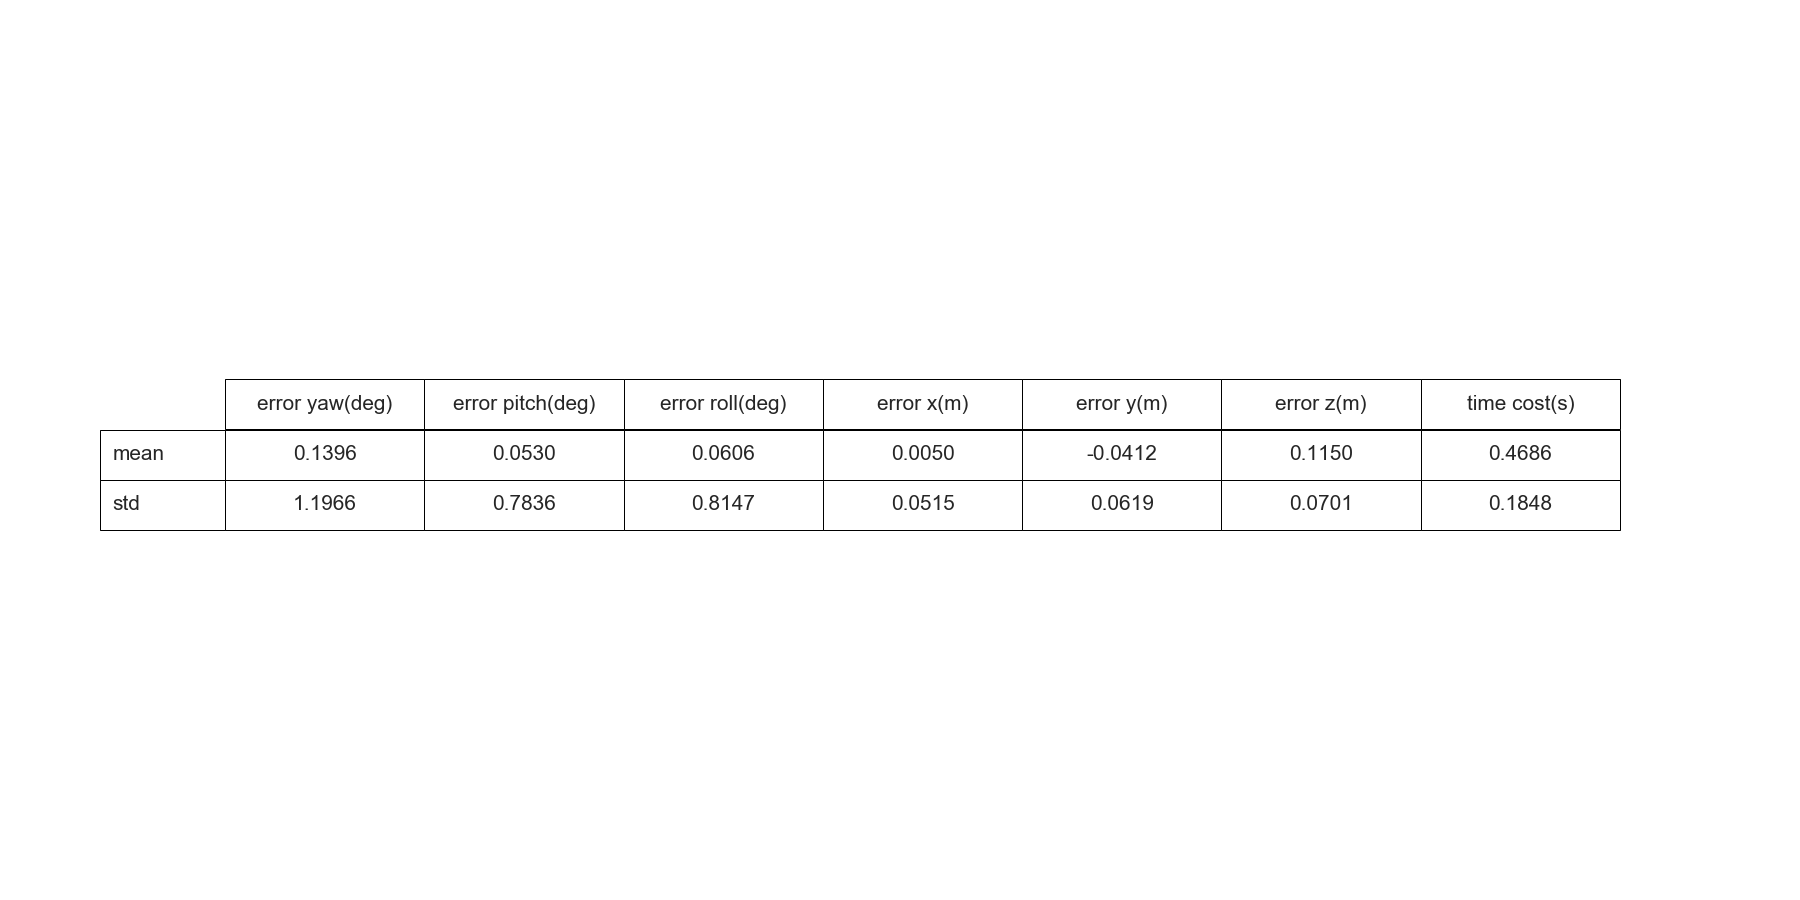 error yaw(deg) error pitch(deg) error roll(deg) error x(m) error y(m) error z(m) time cost(s)
mean 0.1396 0.0530 0.0606 0.0050 -0.0412 0.1150 0.4686
std 1.1966 0.7836 0.8147 0.0515 0.0619 0.0701 0.1848